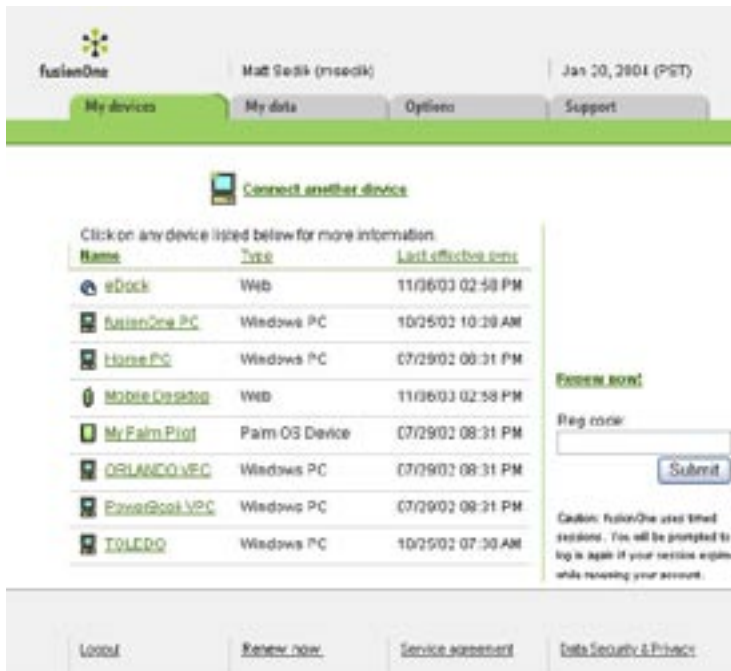 fusionOne
Matt Sedik (msedik)
Jan 20, 2004 (PST)
My devices
My data
Options
Support
Connect another device
Click on any device listed below for more information.
Name Type Last effective sync
eDock Web 11/06/03 02:58 PM
fusionOne PC Windows PC 10/25/02 10:28 AM
Home PC Windows PC 07/29/02 08:31 PM
Mobile Desktop Web 11/06/03 02:58 PM
My Palm Pilot Palm OS Device 07/29/02 08:31 PM
ORLANDO VPC Windows PC 07/29/02 08:31 PM
PowerBook VPC Windows PC 07/29/02 08:31 PM
TOLEDO Windows PC 10/25/02 07:30 AM
Renew now!
Reg code:
Submit
Caution: fusionOne uses timed
sessions. You will be prompted to
log in again if your session expires
while renewing your account.
Logout
Renew now
Service agreement
Data Security & Privacy